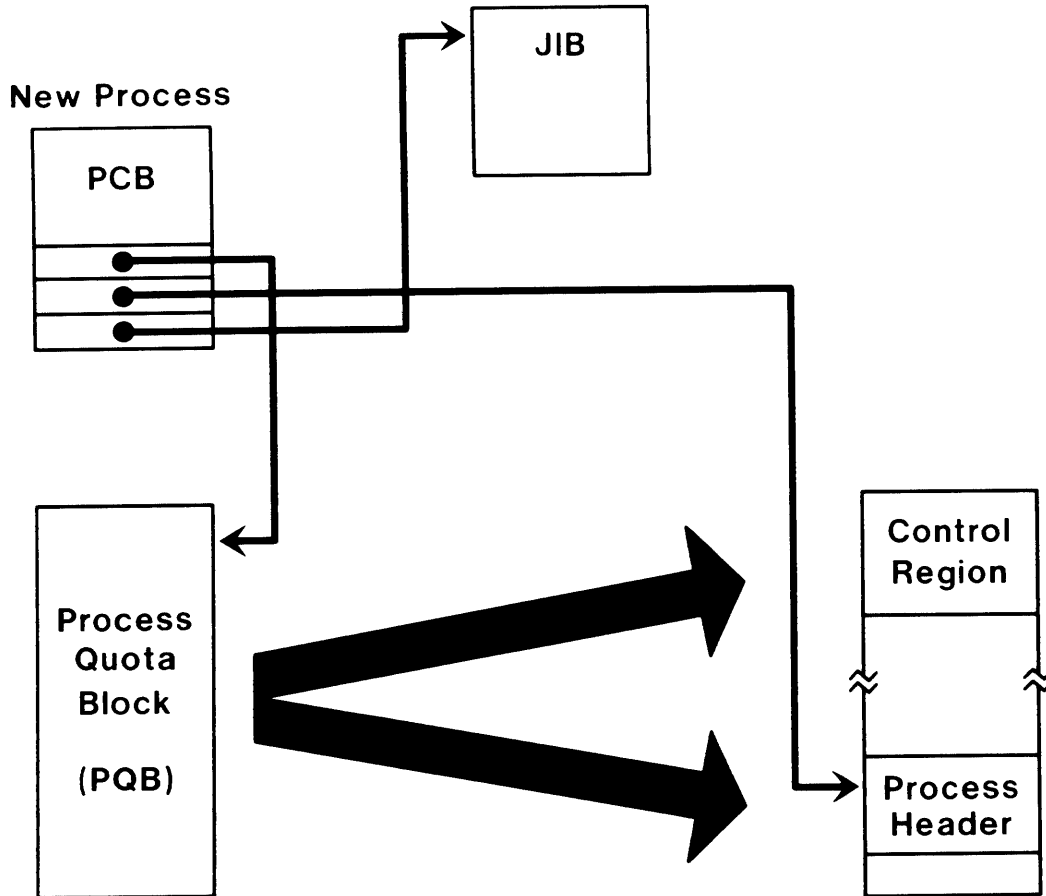 JIB
New Process
PCB
Control
Region
Process
Quota
Block
(PQB)
Process
Header